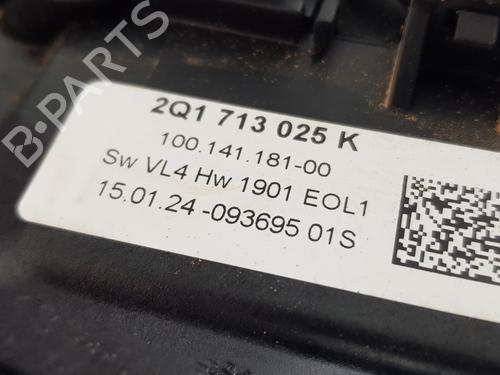 B-PARTS
2Q1 713 025 K
100.141.181-00
Sw VL4 Hw 1901 EOL1
15.01.24 -093695 01S